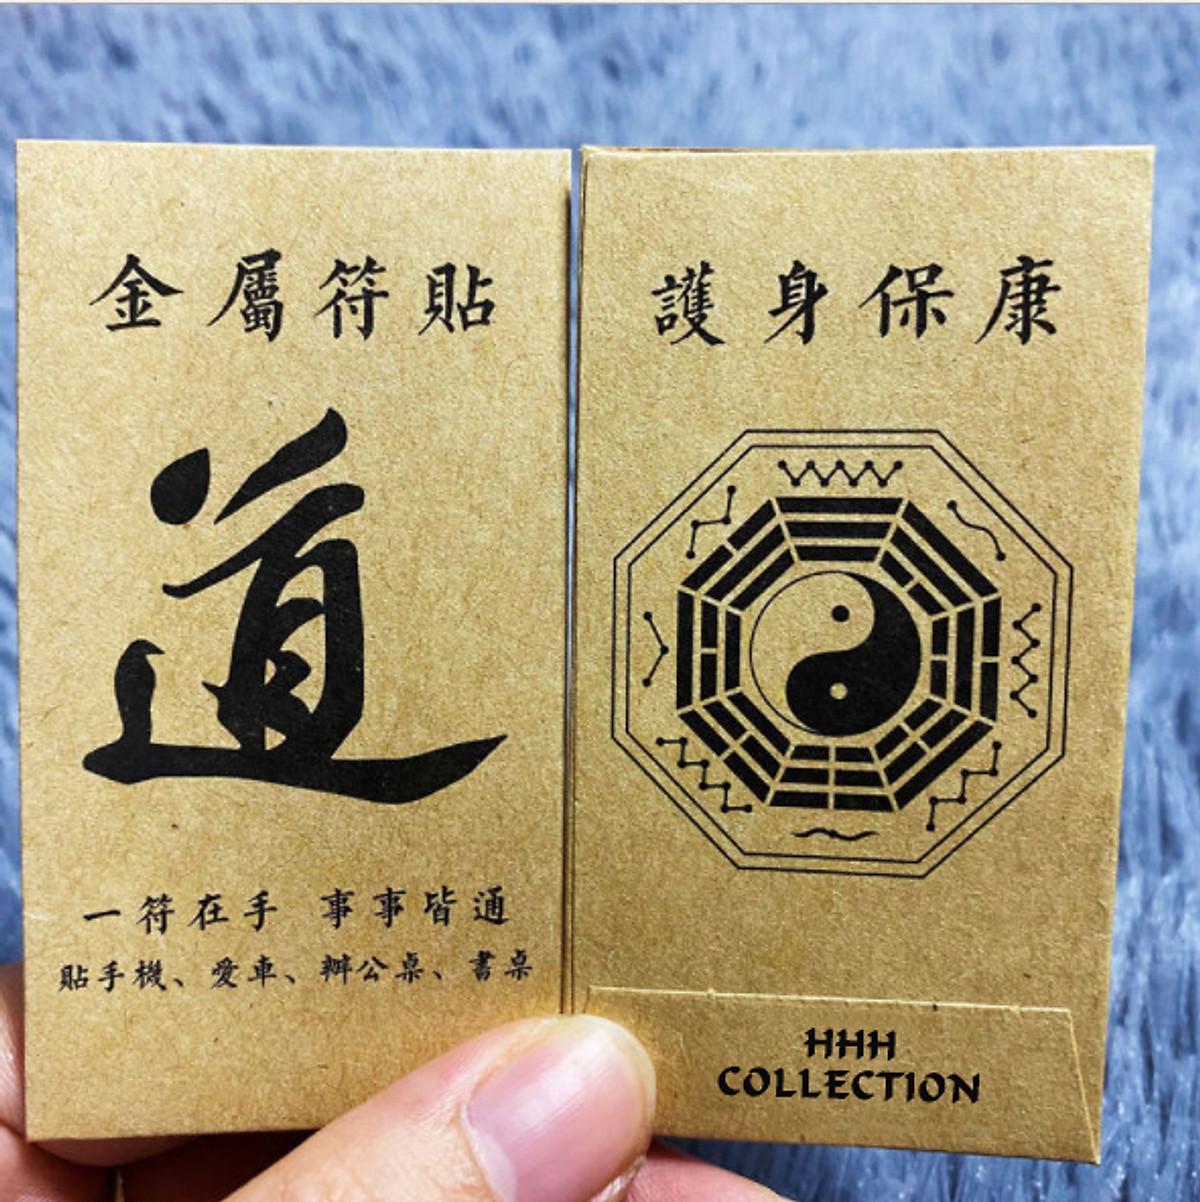 金屬符貼
道
一符在手 事事皆通
貼手機、愛車、辦公桌、書桌
護身保康
HHH
COLLECTION